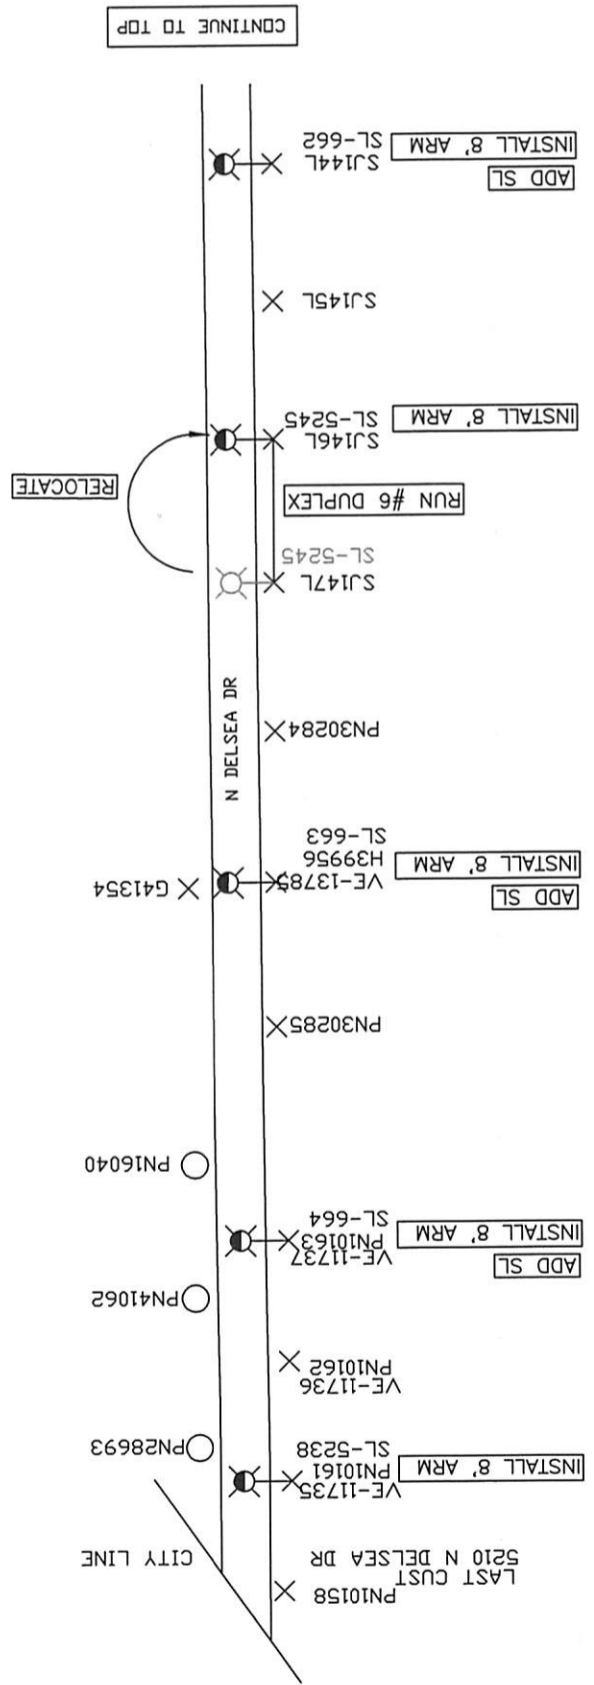 PN10158
LAST CUST
5210 N DELSEA DR
CITY LINE
INSTALL 8' ARM
VE-11735
PN10161
SL-5238
PN28693
VE-11736
PN10162
PN41062
ADD SL
INSTALL 8' ARM
VE-11737
PN10163
SL-664
PN16040
PN30285
ADD SL
INSTALL 8' ARM
VE-13785
H39956
SL-663
G41354
PN30284
N DELSEA DR
SJ147L
SL-5245
RUN #6 DUPLEX
RELOCATE
INSTALL 8' ARM
SJ146L
SL-5245
SJ145L
ADD SL
INSTALL 8' ARM
SJ144L
SL-662
CONTINUE TO TOP